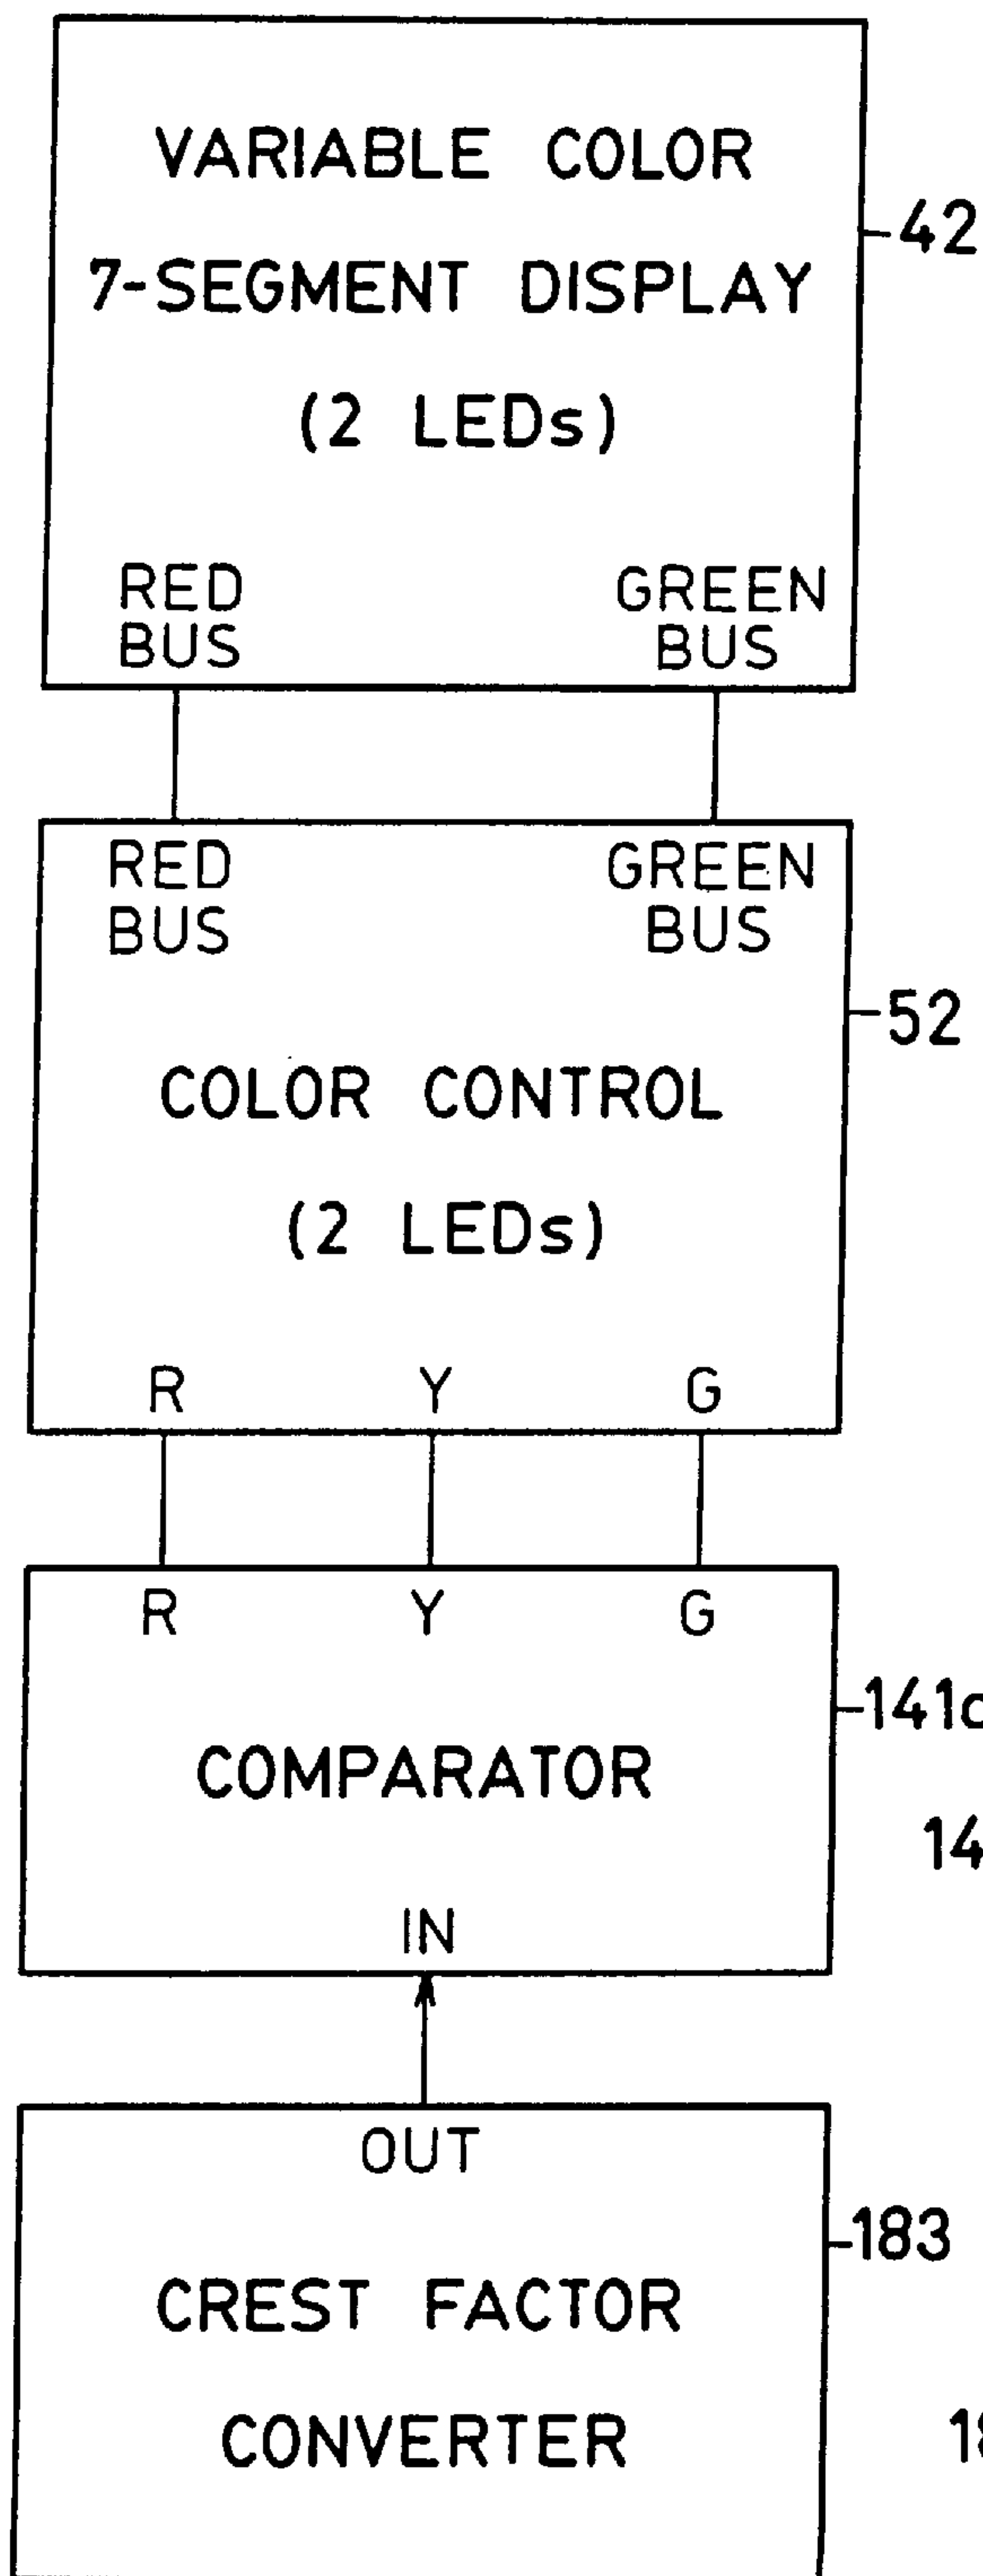 VARIABLE COLOR
42
7-SEGMENT DISPLAY
(2 LEDs)
RED GREEN
BUS BUS
RED GREEN
BUS BUS
52
COLOR CONTROL
(2 LEDs)
R Y G
R Y G
COMPARATOR
IN
OUT
183
CREST FACTOR
CONVERTER